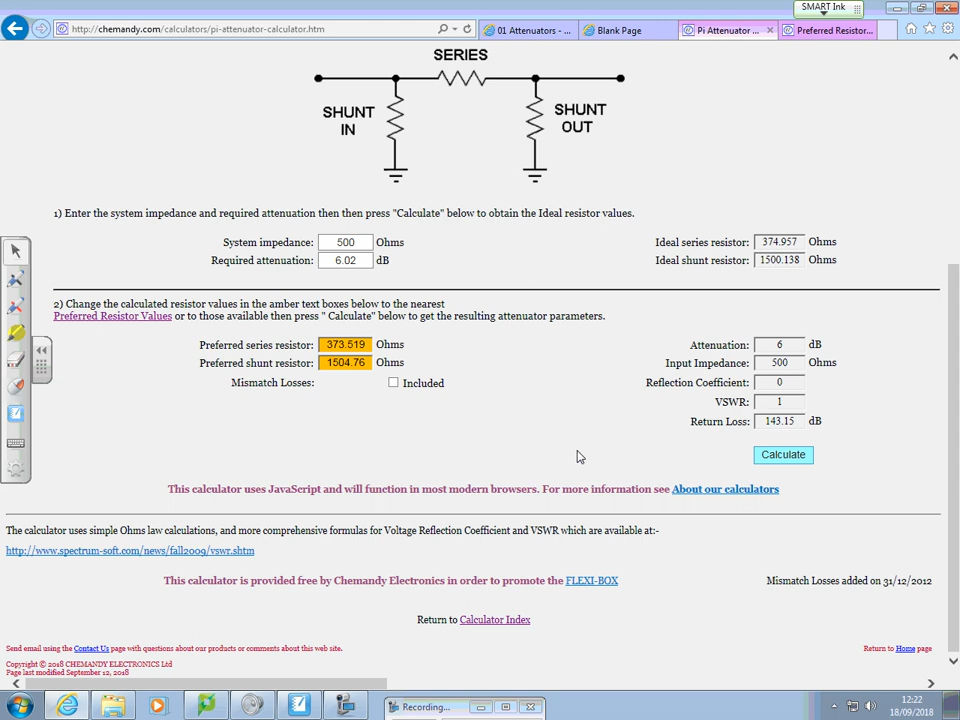 SMART Ink
http://chemandy.com/calculators/pi-attenuator-calculator.htm
01 Attenuators - ...
Blank Page
Pi Attenuator ...
Preferred Resistor...
SERIES
SHUNT IN
SHUNT OUT
1) Enter the system impedance and required attenuation then then press "Calculate" below to obtain the Ideal resistor values.
System impedance: 500 Ohms
Ideal series resistor: 374.957 Ohms
Required attenuation: 6.02 dB
Ideal shunt resistor: 1500.138 Ohms
2) Change the calculated resistor values in the amber text boxes below to the nearest
Preferred Resistor Values or to those available then press " Calculate" below to get the resulting attenuator parameters.
Preferred series resistor: 373.519 Ohms
Attenuation: 6 dB
Preferred shunt resistor: 1504.76 Ohms
Input Impedance: 500 Ohms
Mismatch Losses: Included
Reflection Coefficient: 0
VSWR: 1
Return Loss: 143.15 dB
Calculate
This calculator uses JavaScript and will function in most modern browsers. For more information see About our calculators
The calculator uses simple Ohms law calculations, and more comprehensive formulas for Voltage Reflection Coefficient and VSWR which are available at:-
http://www.spectrum-soft.com/news/fall2009/vswr.shtm
This calculator is provided free by Chemandy Electronics in order to promote the FLEXI-BOX
Mismatch Losses added on 31/12/2012
Return to Calculator Index
Send email using the Contact Us page with questions about our products or comments about this web site.
Return to Home page
Copyright © 2018 CHEMANDY ELECTRONICS Ltd
Page last modified September 12, 2018
Recording...
12:22
18/09/2018